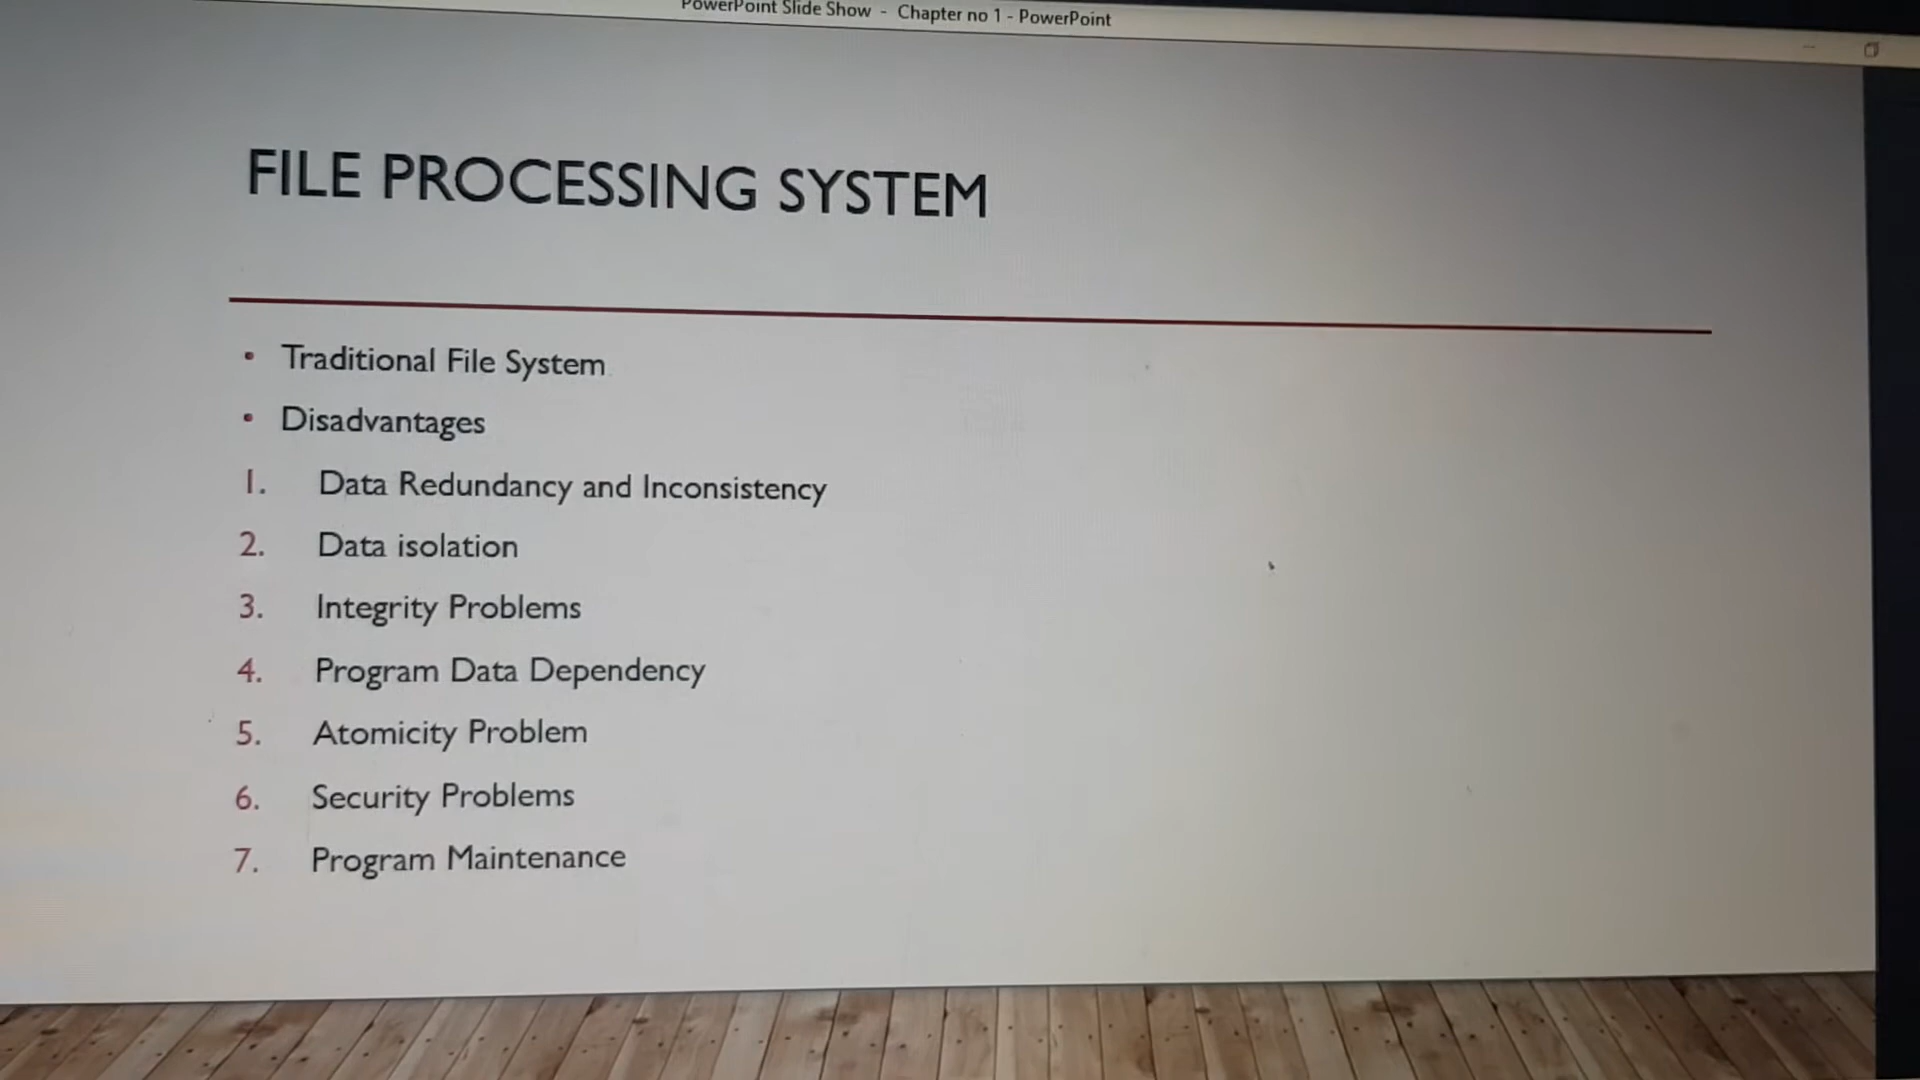 PowerPoint Slide Show - Chapter no 1 - PowerPoint
FILE PROCESSING SYSTEM
• Traditional File System
• Disadvantages
1. Data Redundancy and Inconsistency
2. Data isolation
3. Integrity Problems
4. Program Data Dependency
5. Atomicity Problem
6. Security Problems
7. Program Maintenance